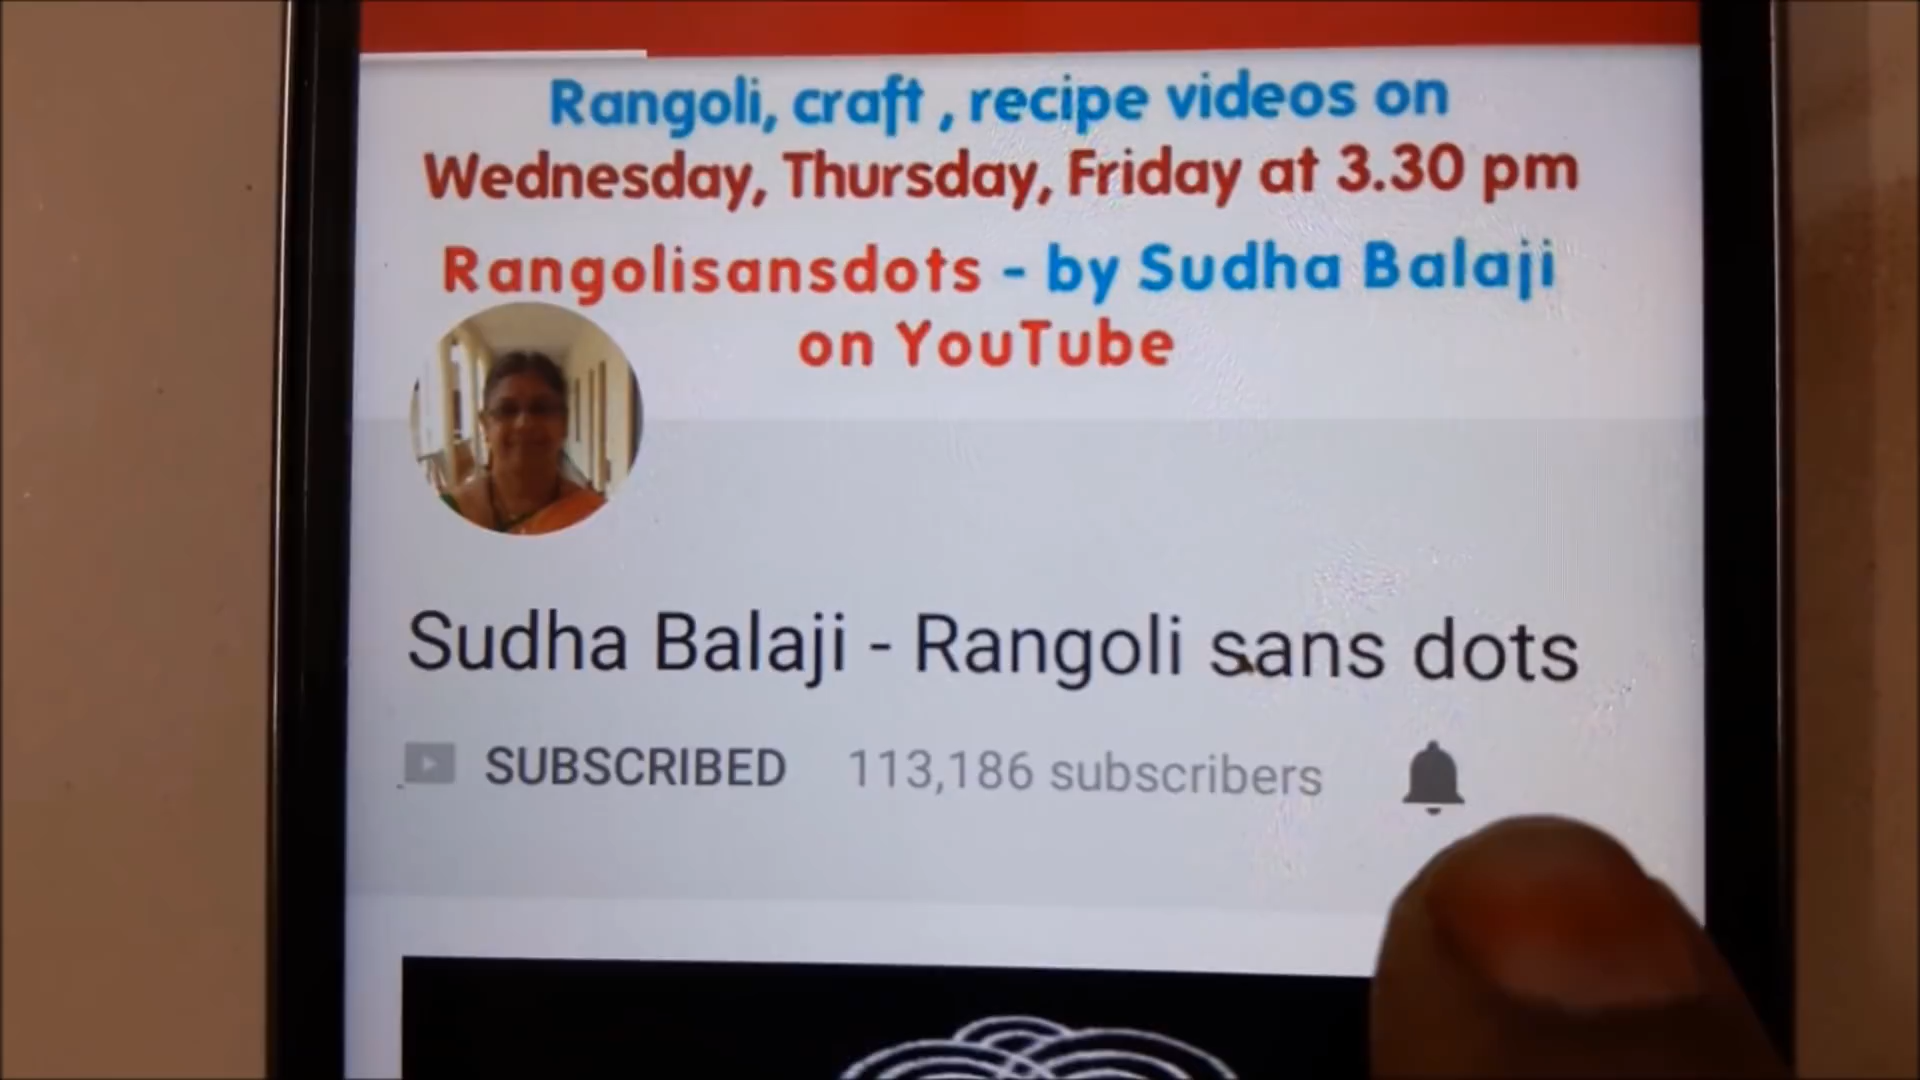 Rangoli, craft , recipe videos on
Wednesday, Thursday, Friday at 3.30 pm
Rangolisansdots - by Sudha Balaji
on YouTube
Sudha Balaji - Rangoli sans dots
SUBSCRIBED 113,186 subscribers